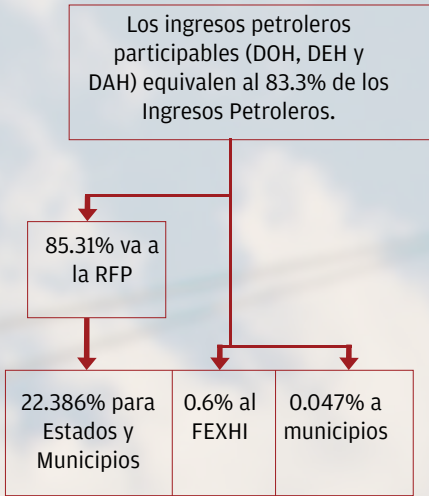 Los ingresos petroleros
participables (DOH, DEH y
DAH) equivalen al 83.3% de los
Ingresos Petroleros.
85.31% va a
la RFP
22.386% para
Estados y
Municipios
0.6% al
FEXHI
0.047% a
municipios